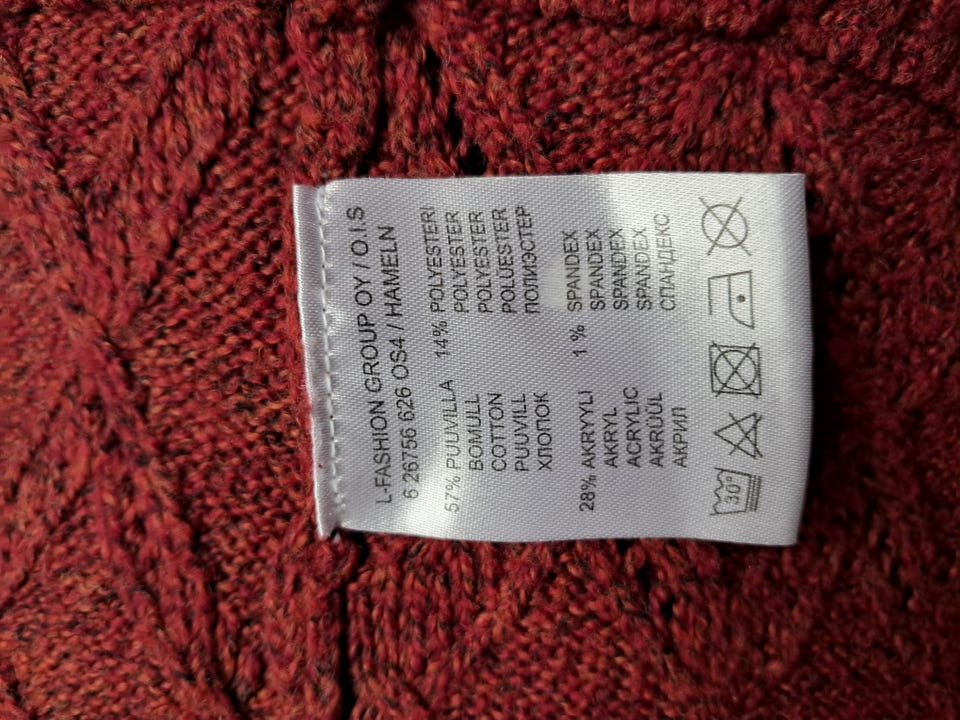 L-FASHION GROUP OY / O.I.S
6 26756 626 OS4 / HAMELN
57% PUUVILLA 14% POLYESTERI
BOMULL POLYESTER
COTTON POLYESTER
PUUVILL POLÜESTER
ХЛОПОК ПОЛИЭСТЕР
28% AKRYYLI 1 % SPANDEX
AKRYL SPANDEX
ACRYLIC SPANDEX
AKRÜÜL SPANDEX
АКРИЛ СПАНДЕКС
30°